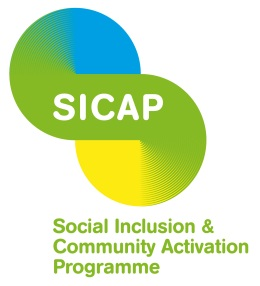 SICAP
Social Inclusion &
Community Activation
Programme